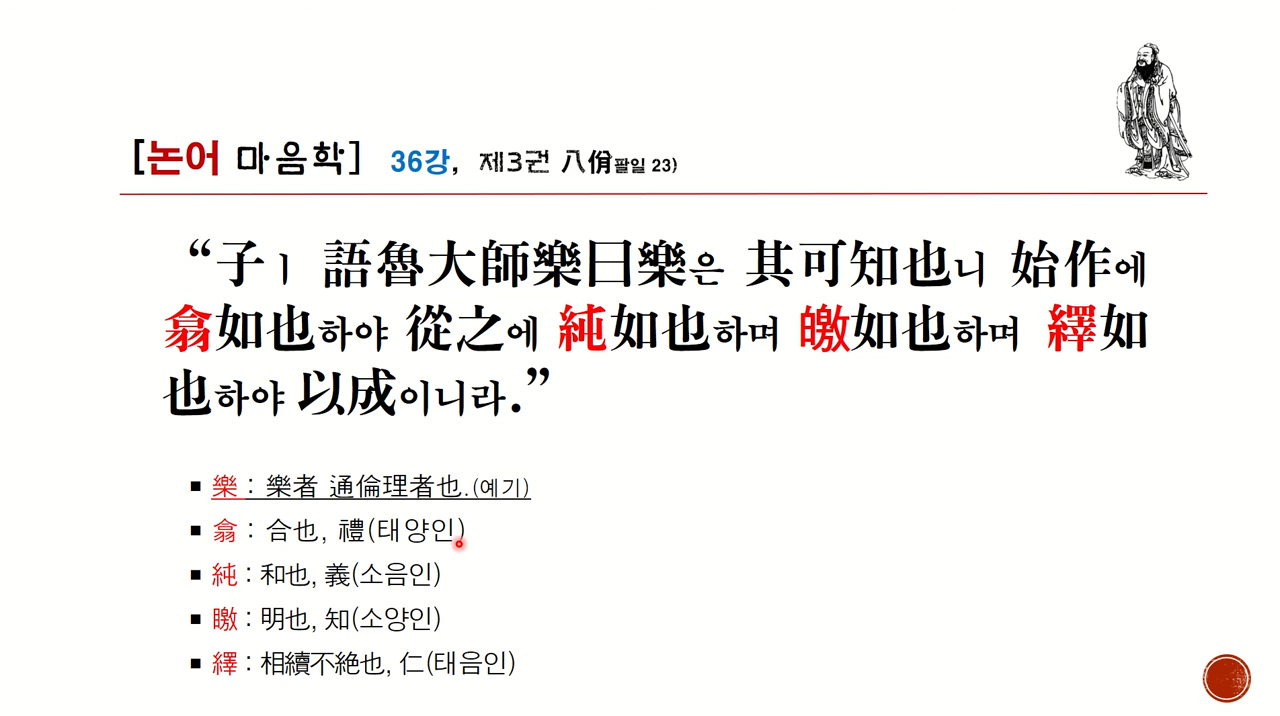 [논어 마음학] 36강, 제3권 八佾팔일 23)
“子ㅣ 語魯大師樂曰樂은 其可知也니 始作에
翕如也하야 從之에 純如也하며 皦如也하며 繹如
也하야 以成이니라.”
▪ 樂 : 樂者 通倫理者也.(예기)
▪ 翕 : 合也, 禮(태양인)
▪ 純 : 和也, 義(소음인)
▪ 皦 : 明也, 知(소양인)
▪ 繹 : 相續不絶也, 仁(태음인)